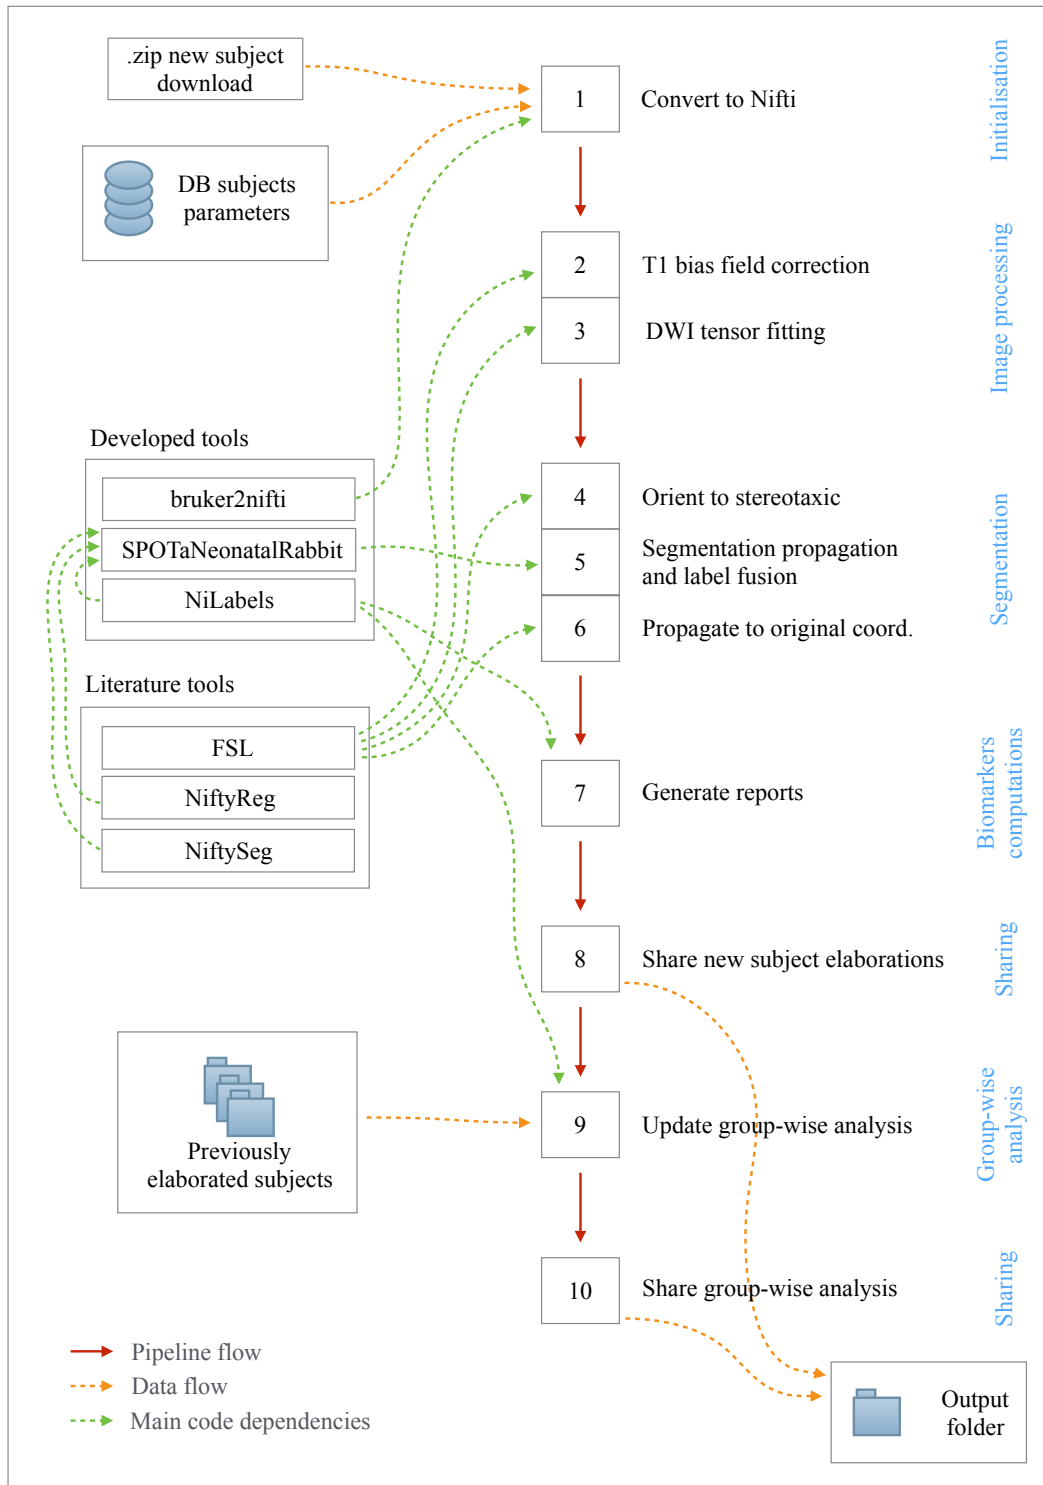 .zip new subject
download
1
Convert to Nifti
Initialisation
DB subjects
parameters
2
T1 bias field correction
3
DWI tensor fitting
Image processing
Developed tools
bruker2nifti
SPOTaNeonatalRabbit
NiLabels
4
Orient to stereotaxic
5
Segmentation propagation
and label fusion
6
Propagate to original coord.
Segmentation
Literature tools
FSL
NiftyReg
NiftySeg
7
Generate reports
Biomarkers
computations
8
Share new subject elaborations
Sharing
Previously
elaborated subjects
9
Update group-wise analysis
Group-wise
analysis
10
Share group-wise analysis
Sharing
Pipeline flow
Data flow
Main code dependencies
Output
folder